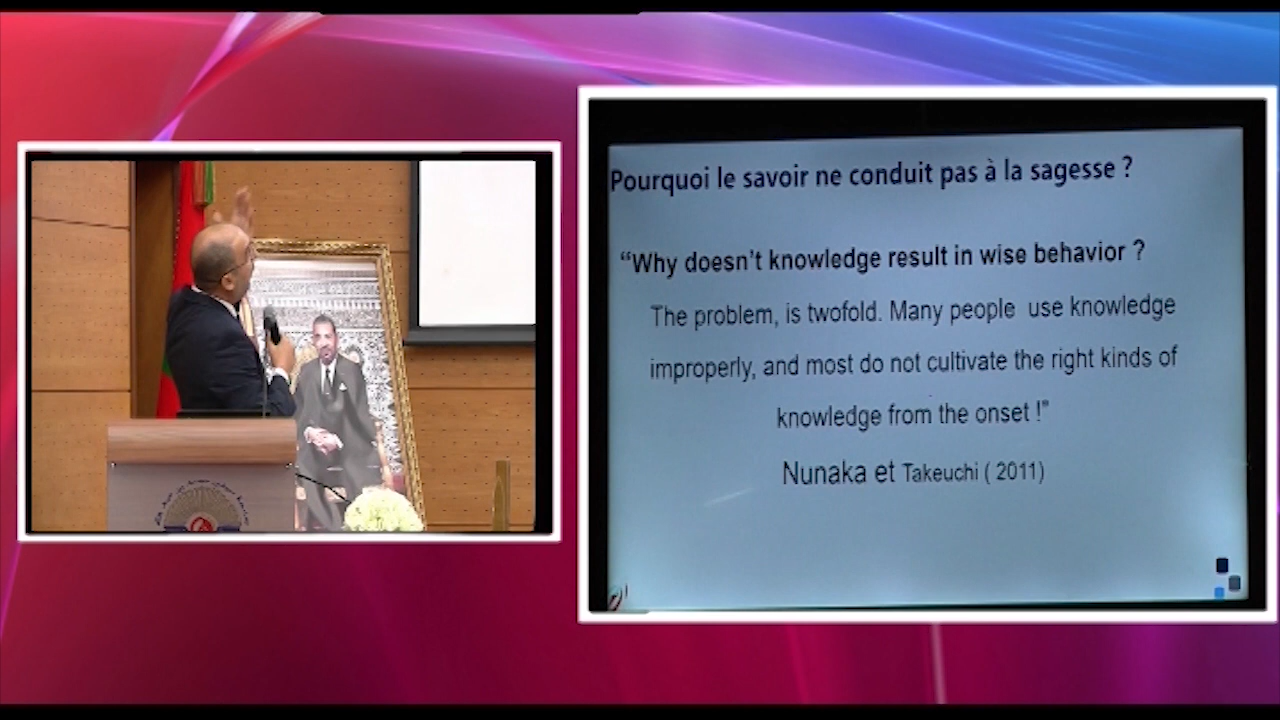 Pourquoi le savoir ne conduit pas à la sagesse ?
“Why doesn’t knowledge result in wise behavior ?
The problem, is twofold. Many people use knowledge
improperly, and most do not cultivate the right kinds of
knowledge from the onset !”
Nunaka et Takeuchi ( 2011)